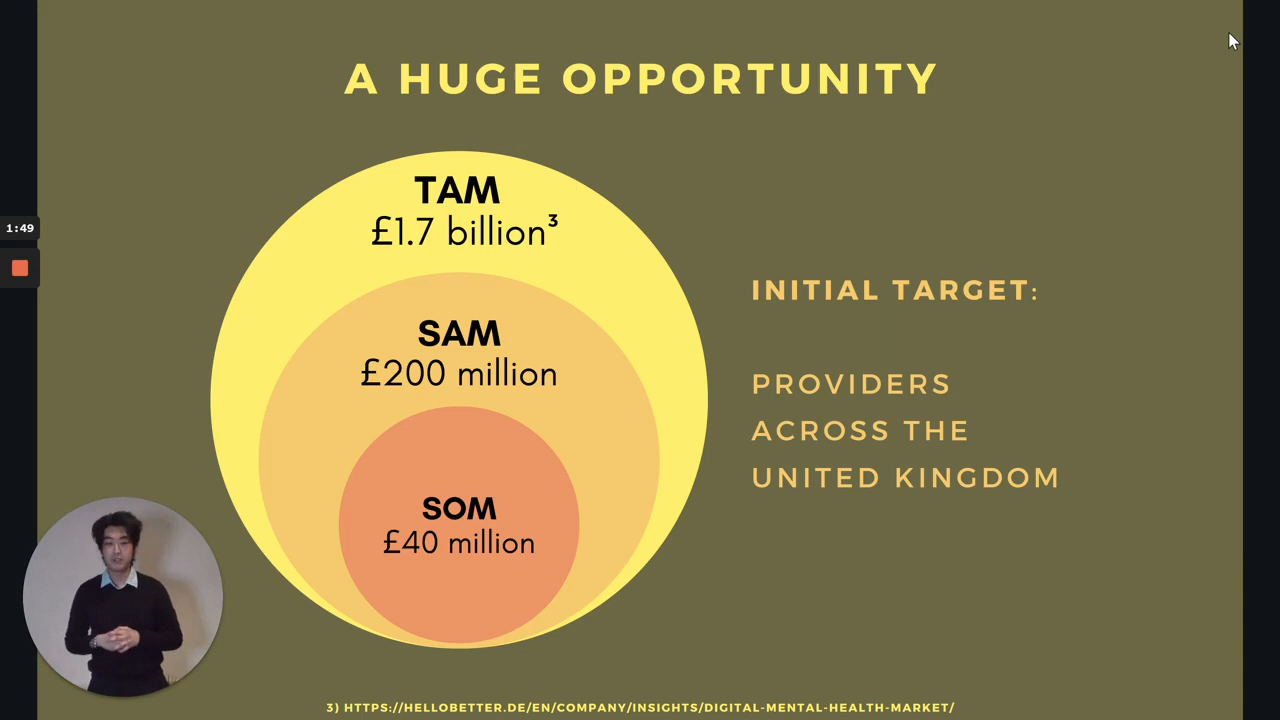 A HUGE OPPORTUNITY
TAM
£1.7 billion³
SAM
£200 million
SOM
£40 million
INITIAL TARGET:
PROVIDERS
ACROSS THE
UNITED KINGDOM
1:49
3) HTTPS://HELLOBETTER.DE/EN/COMPANY/INSIGHTS/DIGITAL-MENTAL-HEALTH-MARKET/